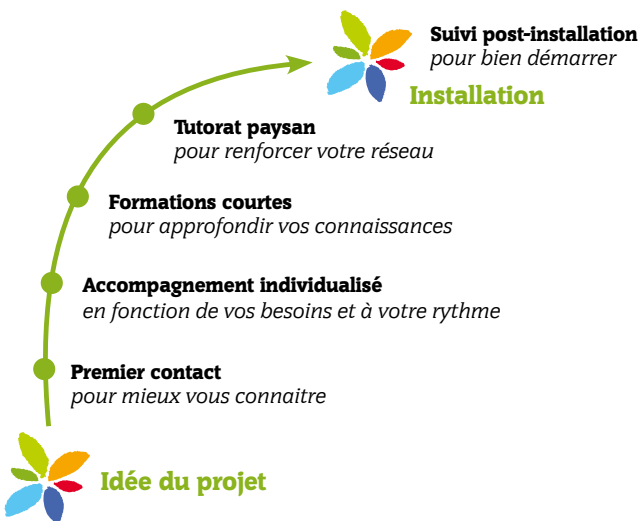 Suivi post-installation
pour bien démarrer
Installation
Tutorat paysan
pour renforcer votre réseau
Formations courtes
pour approfondir vos connaissances
Accompagnement individualisé
en fonction de vos besoins et à votre rythme
Premier contact
pour mieux vous connaitre
Idée du projet